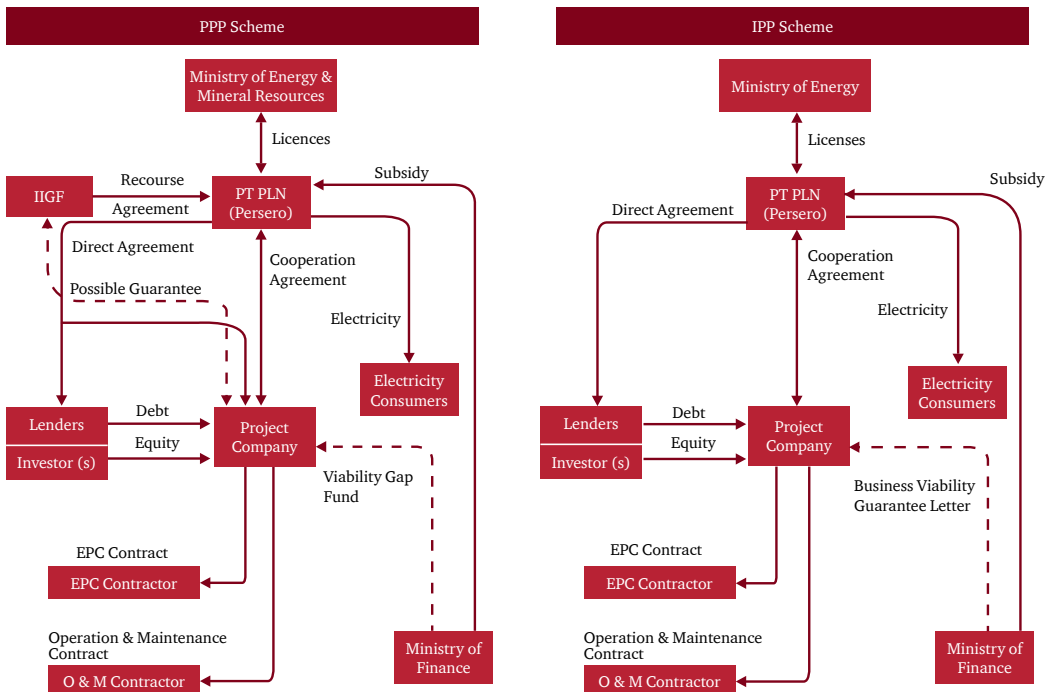 PPP Scheme
Ministry of Energy &
Mineral Resources
Licences
Subsidy
IIGF
Recourse
Agreement
PT PLN
(Persero)
Direct Agreement
Cooperation
Agreement
Possible Guarantee
Electricity
Electricity
Consumers
Lenders
Investor (s)
Debt
Equity
Project
Company
Viability Gap
Fund
EPC Contract
EPC Contractor
Operation & Maintenance
Contract
O & M Contractor
Ministry of
Finance
IPP Scheme
Ministry of Energy
Licenses
Subsidy
PT PLN
(Persero)
Direct Agreement
Cooperation
Agreement
Electricity
Electricity
Consumers
Lenders
Investor (s)
Debt
Equity
Project
Company
Business Viability
Guarantee Letter
EPC Contract
EPC Contractor
Operation & Maintenance
Contract
O & M Contractor
Ministry of
Finance